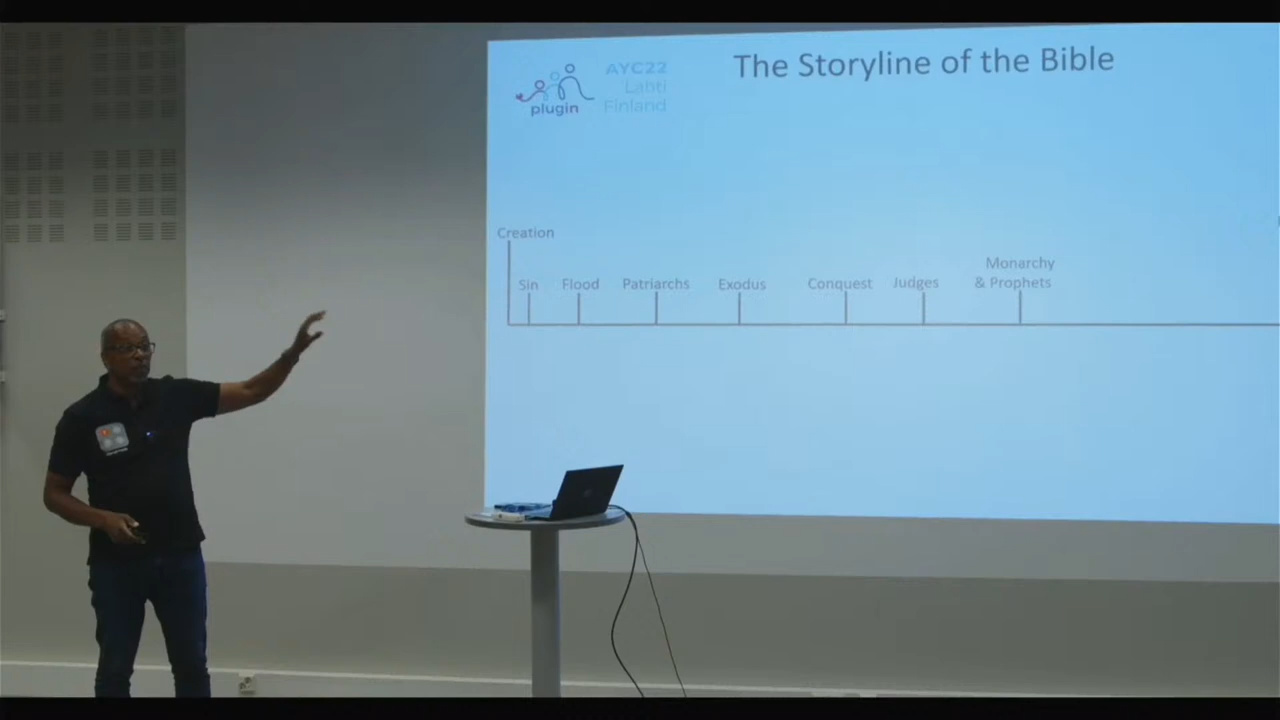 The Storyline of the Bible
AYC22
Lahti
Finland
plugin
Creation
Sin
Flood
Patriarchs
Exodus
Conquest
Judges
Monarchy
& Prophets